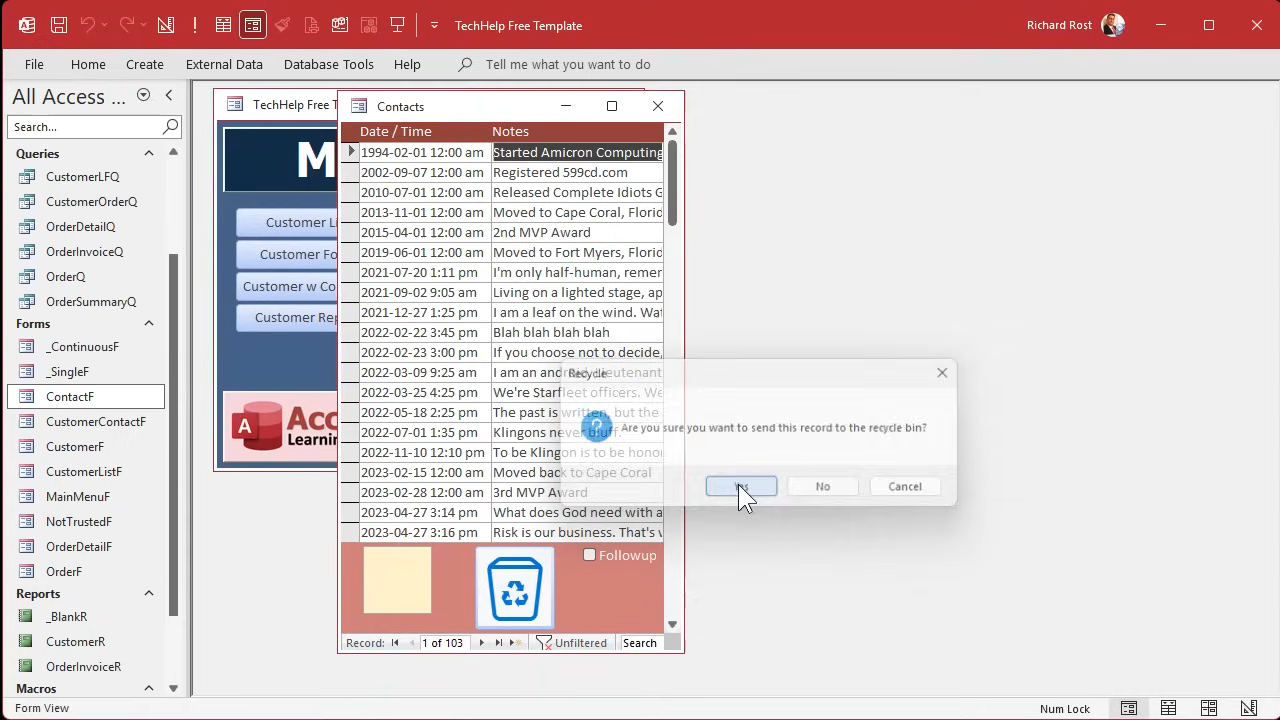 TechHelp Free Template
Richard Rost
File Home Create External Data Database Tools Help Tell me what you want to do
All Access ...
Search...
Queries
CustomerLFQ
CustomerOrderQ
OrderDetailQ
OrderInvoiceQ
OrderQ
OrderSummaryQ
Forms
_ContinuousF
_SingleF
ContactF
CustomerContactF
CustomerF
CustomerListF
MainMenuF
NotTrustedF
OrderDetailF
OrderF
Reports
_BlankR
CustomerR
OrderInvoiceR
Macros
TechHelp Free T
M
Customer Li
Customer Fo
Customer w Co
Customer Rep
A
Acc
Learning
Contacts
Date / Time Notes
1994-02-01 12:00 am Started Amicron Computing
2002-09-07 12:00 am Registered 599cd.com
2010-07-01 12:00 am Released Complete Idiots G
2013-11-01 12:00 am Moved to Cape Coral, Florid
2015-04-01 12:00 am 2nd MVP Award
2019-06-01 12:00 am Moved to Fort Myers, Florid
2021-07-20 1:11 pm I'm only half-human, remem
2021-09-02 9:05 am Living on a lighted stage, ap
2021-12-27 1:25 pm I am a leaf on the wind. Wat
2022-02-22 3:45 pm Blah blah blah blah
2022-02-23 3:00 pm If you choose not to decide,
2022-03-09 9:25 am I am an android, lieutenant
2022-03-25 4:25 pm We're Starfleet officers. We
2022-05-18 2:25 pm The past is written, but the
2022-07-01 1:35 pm Klingons never bluff.
2022-11-10 12:10 pm To be Klingon is to be hono
2023-02-15 12:00 am Moved back to Cape Coral
2023-02-28 12:00 am 3rd MVP Award
2023-04-27 3:14 pm What does God need with a
2023-04-27 3:16 pm Risk is our business. That's w
Followup
Record: 1 of 103 Unfiltered Search
Recycle
Are you sure you want to send this record to the recycle bin?
Yes No Cancel
Form View
Num Lock